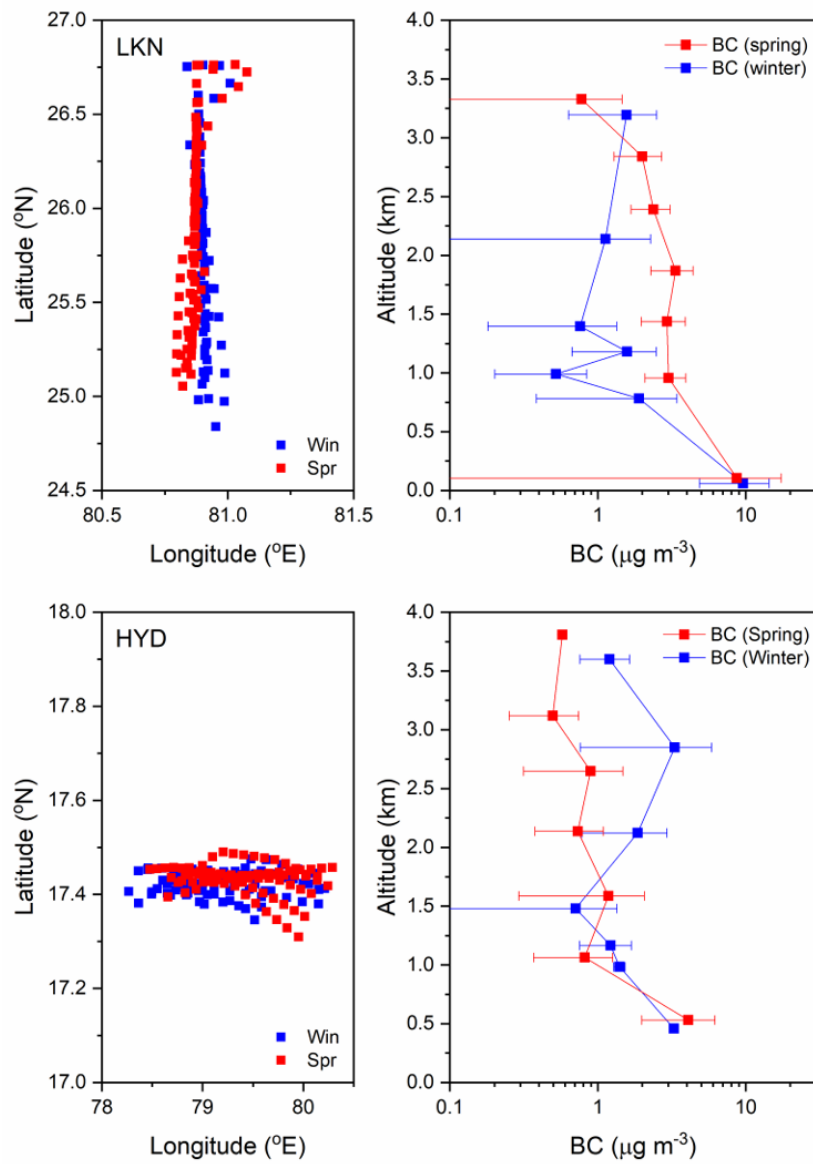 27.0
26.5
26.0
25.5
25.0
24.5
Latitude (°N)
LKN
Win
Spr
80.5 81.0 81.5
Longitude (°E)
4.0
3.5
3.0
2.5
2.0
1.5
1.0
0.5
0.0
Altitude (km)
BC (spring)
BC (winter)
0.1 1 10
BC (μg m⁻³)
18.0
17.8
17.6
17.4
17.2
17.0
Latitude (°N)
HYD
Win
Spr
78 79 80
Longitude (°E)
4.0
3.5
3.0
2.5
2.0
1.5
1.0
0.5
0.0
Altitude (km)
BC (Spring)
BC (Winter)
0.1 1 10
BC (μg m⁻³)